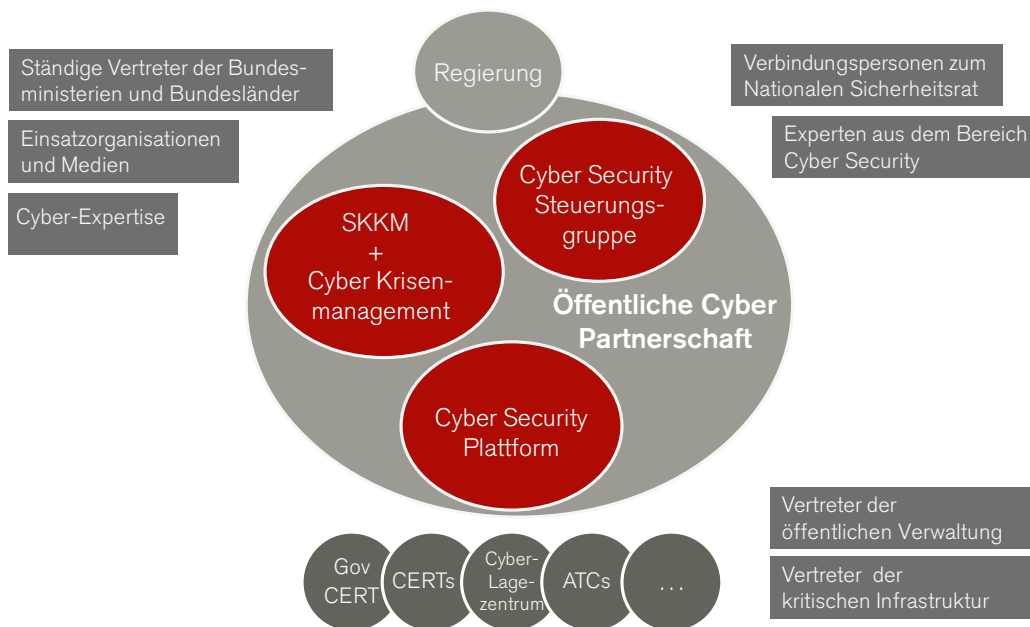 Regierung
Ständige Vertreter der Bundes-
ministerien und Bundesländer
Einsatzorganisationen
und Medien
Cyber-Expertise
Verbindungspersonen zum
Nationalen Sicherheitsrat
Experten aus dem Bereich
Cyber Security
Cyber Security
Steuerungs-
gruppe
SKKM
+
Cyber Krisen-
management
Öffentliche Cyber
Partnerschaft
Cyber Security
Plattform
Vertreter der
öffentlichen Verwaltung
Vertreter der
kritischen Infrastruktur
Gov
CERT
CERTs
Cyber-
Lage-
zentrum
ATCs
...